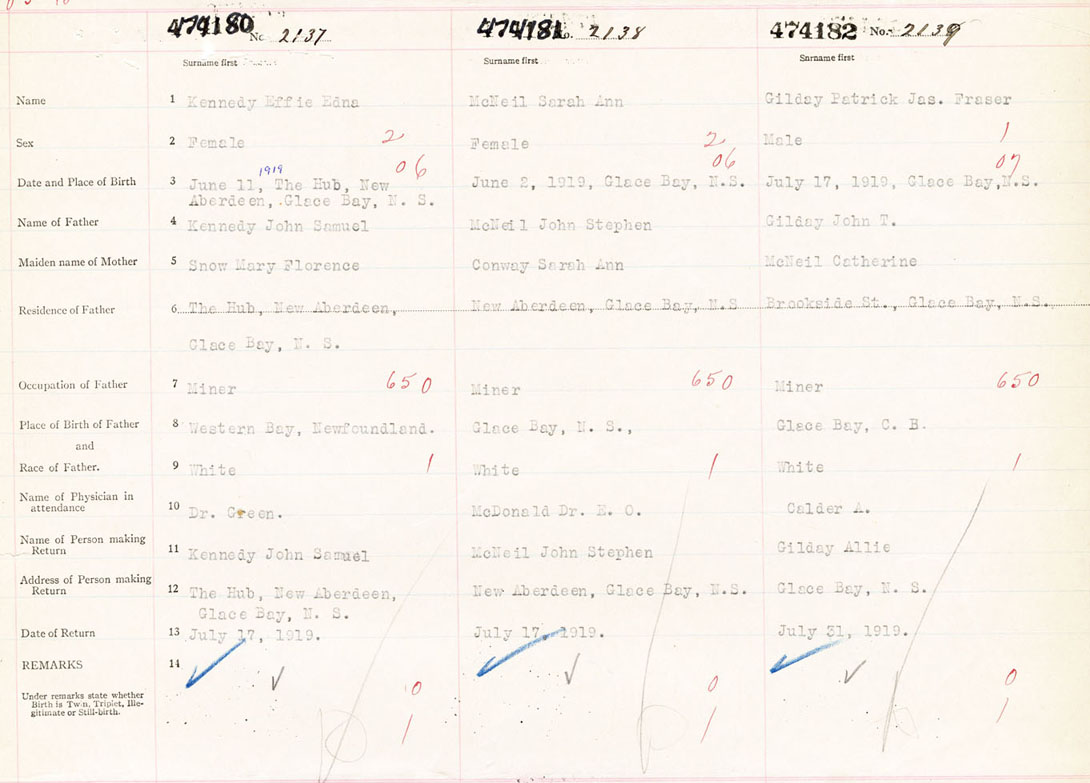 474180 No. 2137 474181 No. 2138 474182 No. 2139
Surname first Surname first Surname first
Name 1 Kennedy Effie Edna McNeil Sarah Ann Gilday Patrick Jas. Fraser
Sex 2 Female 2 Female 2 Male 1
1919 06 06 07
Date and Place of Birth 3 June 11, The Hub, New June 2, 1919, Glace Bay, N.S. July 17, 1919, Glace Bay,N.S.
Aberdeen, Glace Bay, N. S.
Name of Father 4 Kennedy John Samuel McNeil John Stephen Gilday John T.
Maiden name of Mother 5 Snow Mary Florence Conway Sarah Ann McNeil Catherine
Residence of Father 6 The Hub, New Aberdeen, New Aberdeen, Glace Bay, N.S Brookside St., Glace Bay, N.S.
Glace Bay, N. S.
Occupation of Father 7 Miner 650 Miner 650 Miner 650
Place of Birth of Father 8 Western Bay, Newfoundland. Glace Bay, N. S., Glace Bay, C. B.
and
Race of Father. 9 White 1 White 1 White 1
Name of Physician in
attendance 10 Dr. Green. McDonald Dr. E. O. Calder A.
Name of Person making
Return 11 Kennedy John Samuel McNeil John Stephen Gilday Allie
Address of Person making
Return 12 The Hub, New Aberdeen, New Aberdeen, Glace Bay, N.S. Glace Bay, N. S.
Glace Bay, N. S.
Date of Return 13 July 17, 1919. July 17, 1919. July 31, 1919.
REMARKS 14
Under remarks state whether
Birth is Twn, Triplet, Ille-
gitimate or Still-birth.
0 0 0
1 1 1